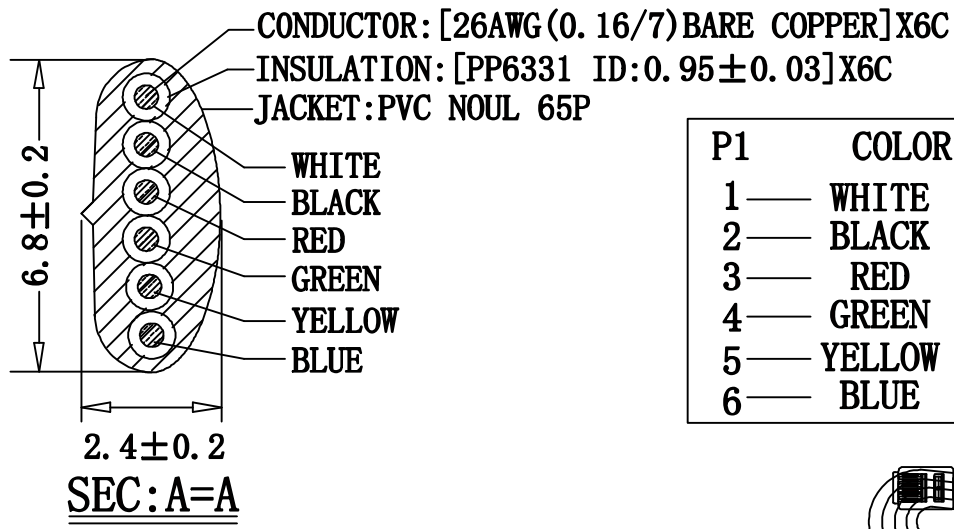 CONDUCTOR:[26AWG(0.16/7)BARE COPPER]X6C
INSULATION:[PP6331 ID:0.95±0.03]X6C
JACKET:PVC NOUL 65P
6.8±0.2
WHITE
BLACK
RED
GREEN
YELLOW
BLUE
2.4±0.2
SEC:A=A
P1 COLOR
1 WHITE
2 BLACK
3 RED
4 GREEN
5 YELLOW
6 BLUE